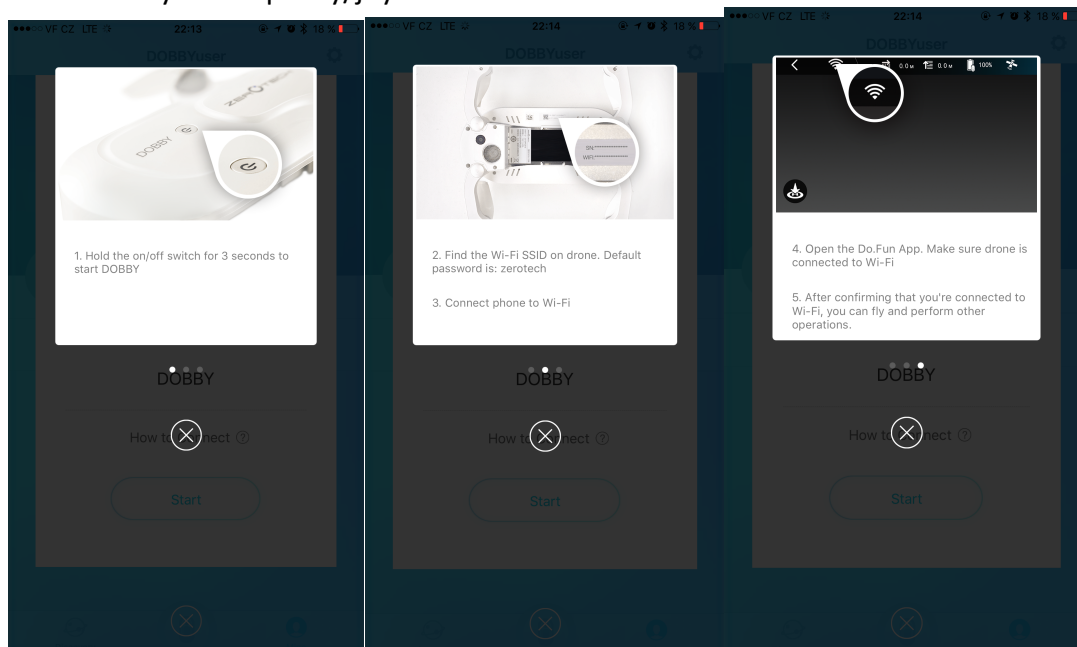 VF CZ LTE 22:13 18 %
DOBBYuser
ZEROTECH
DOBBY
1. Hold the on/off switch for 3 seconds to
start DOBBY
DOBBY
How to Connect ?
Start
VF CZ LTE 22:14 18 %
DOBBYuser
SN:**************
WIFI:**************
2. Find the Wi-Fi SSID on drone. Default
password is: zerotech
3. Connect phone to Wi-Fi
DOBBY
How to Connect ?
Start
VF CZ LTE 22:14 18 %
DOBBYuser
0.0 M 0.0 M 100%
4. Open the Do.Fun App. Make sure drone is
connected to Wi-Fi
5. After confirming that you're connected to
Wi-Fi, you can fly and perform other
operations.
DOBBY
How to Connect ?
Start